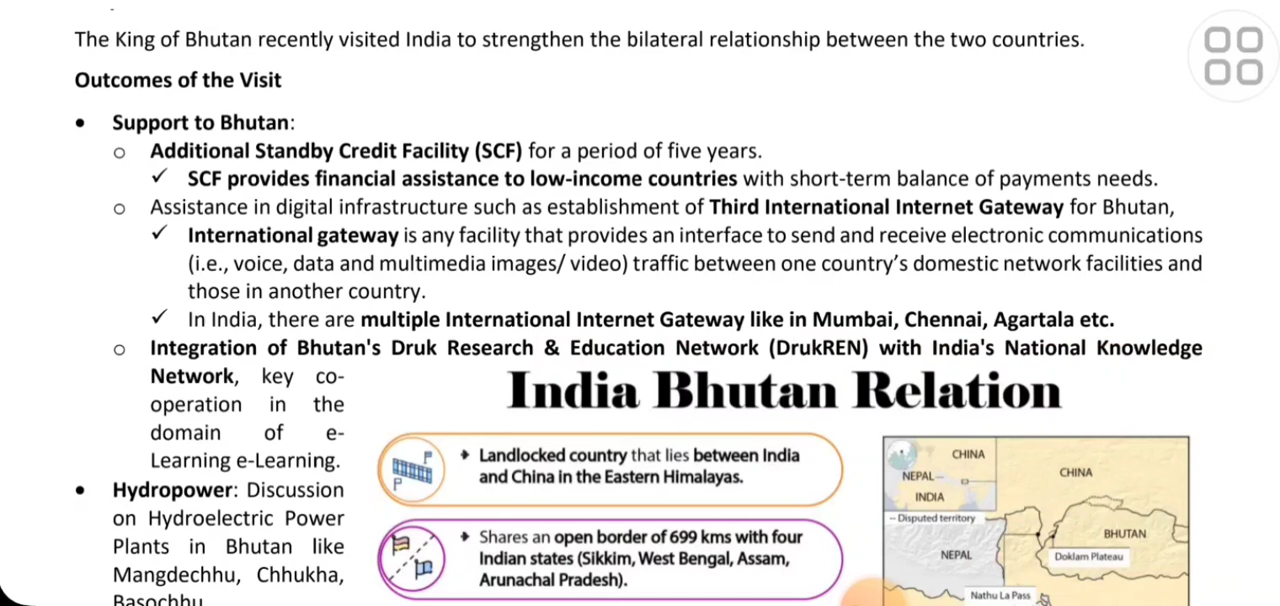 The King of Bhutan recently visited India to strengthen the bilateral relationship between the two countries.
Outcomes of the Visit
• Support to Bhutan:
o Additional Standby Credit Facility (SCF) for a period of five years.
✓ SCF provides financial assistance to low-income countries with short-term balance of payments needs.
o Assistance in digital infrastructure such as establishment of Third International Internet Gateway for Bhutan,
✓ International gateway is any facility that provides an interface to send and receive electronic communications
(i.e., voice, data and multimedia images/ video) traffic between one country's domestic network facilities and
those in another country.
✓ In India, there are multiple International Internet Gateway like in Mumbai, Chennai, Agartala etc.
o Integration of Bhutan's Druk Research & Education Network (DrukREN) with India's National Knowledge
Network, key co-
operation in the
domain of e-
Learning e-Learning.
• Hydropower: Discussion
on Hydroelectric Power
Plants in Bhutan like
Mangdechhu, Chhukha,
Basochhu
India Bhutan Relation
Landlocked country that lies between India
and China in the Eastern Himalayas.
Shares an open border of 699 kms with four
Indian states (Sikkim, West Bengal, Assam,
Arunachal Pradesh).
CHINA
NEPAL
INDIA
-- Disputed territory
CHINA
BHUTAN
NEPAL
Doklam Plateau
Nathu La Pass